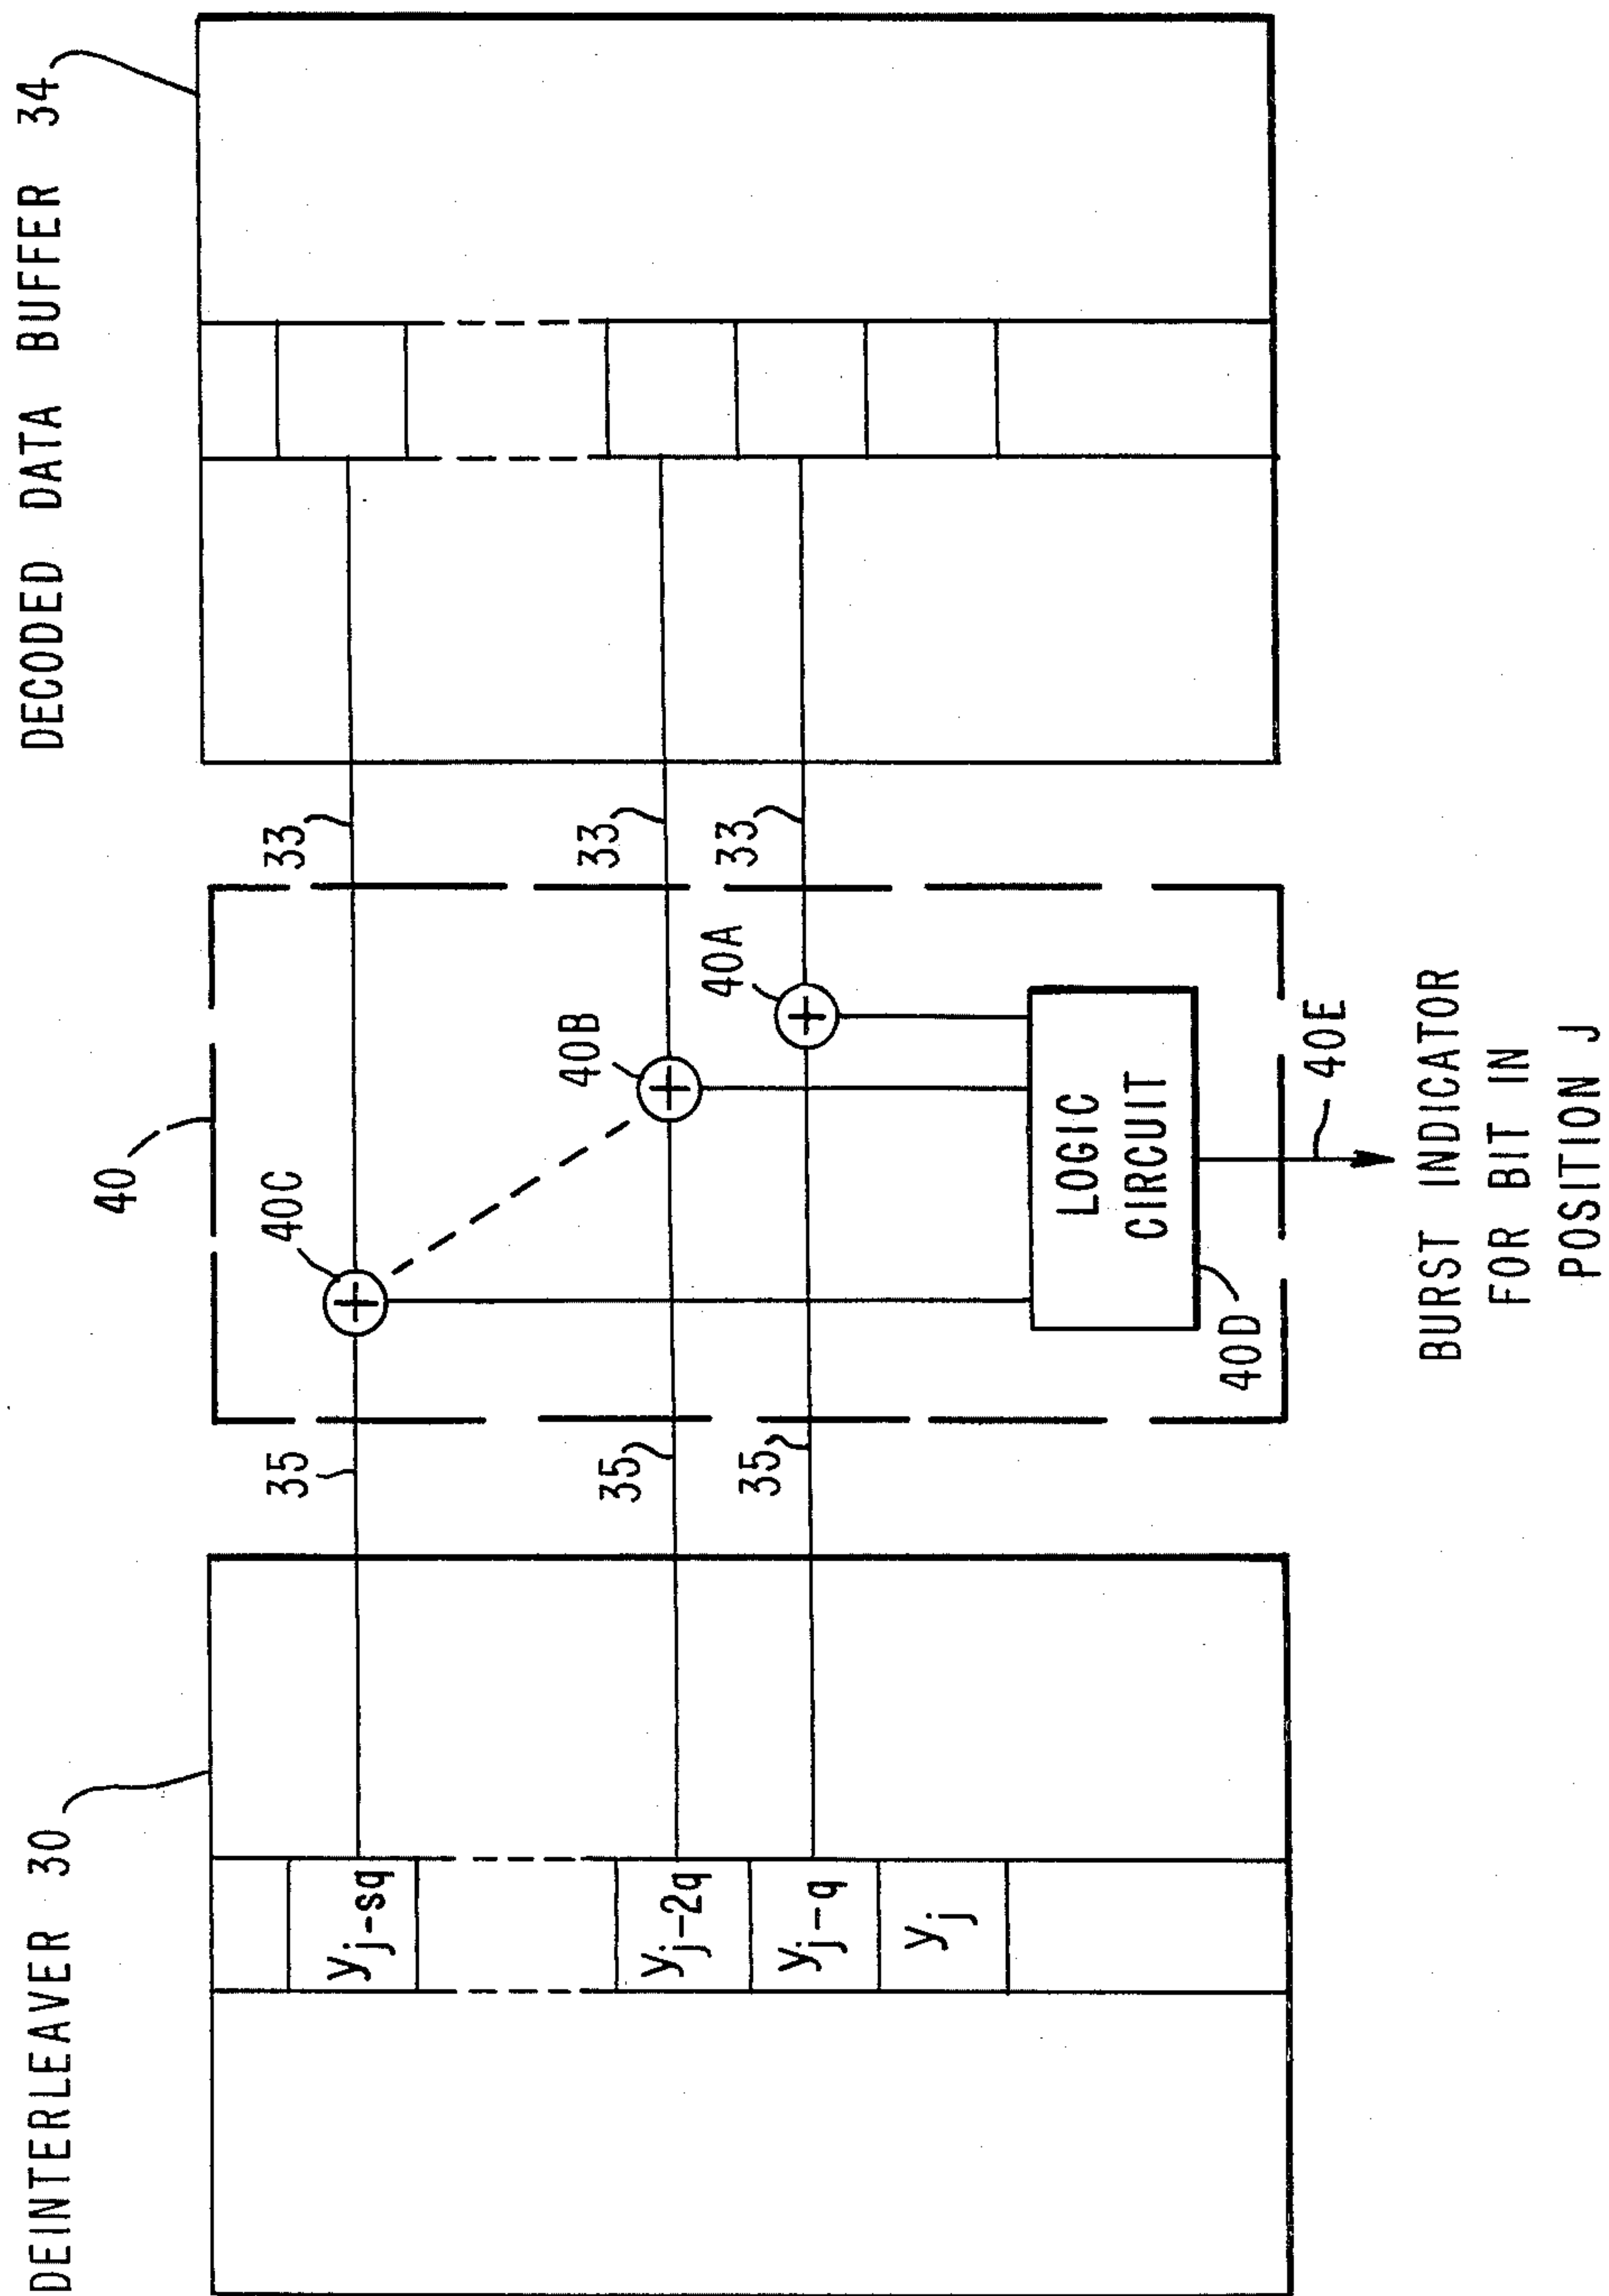 DEINTERLEAVER 30
40
DECODED DATA BUFFER 34
y_{j-sq}
35
40C
33
y_{j-2q}
35
40B
33
y_{j-q}
35
40A
33
y_j
LOGIC
CIRCUIT
40D
40E
BURST INDICATOR
FOR BIT IN
POSITION J